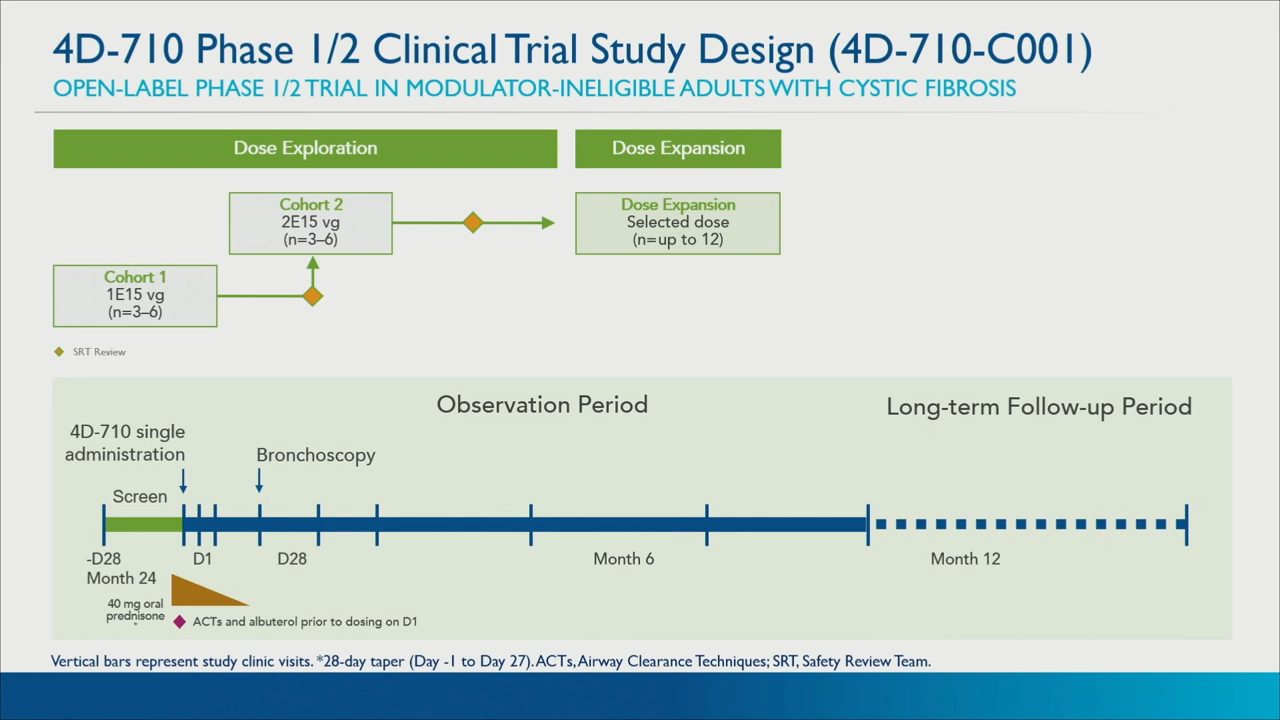 4D-710 Phase 1/2 Clinical Trial Study Design (4D-710-C001)
OPEN-LABEL PHASE 1/2 TRIAL IN MODULATOR-INELIGIBLE ADULTS WITH CYSTIC FIBROSIS
Dose Exploration
Dose Expansion
Cohort 2
2E15 vg
(n=3–6)
Dose Expansion
Selected dose
(n=up to 12)
Cohort 1
1E15 vg
(n=3–6)
SRT Review
Observation Period
Long-term Follow-up Period
4D-710 single
administration
Bronchoscopy
Screen
-D28 D1 D28 Month 6 Month 12
Month 24
40 mg oral
prednisone
*
ACTs and albuterol prior to dosing on D1
Vertical bars represent study clinic visits. *28-day taper (Day -1 to Day 27). ACTs, Airway Clearance Techniques; SRT, Safety Review Team.